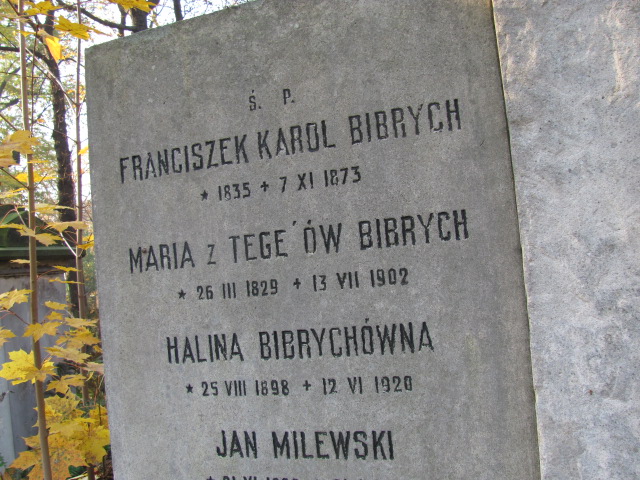 Ś. P.
FRANCISZEK KAROL BIBRYCH
* 1835 + 7 XI 1873
MARIA z TEGE'ÓW BIBRYCH
* 26 III 1829 + 13 VII 1902
HALINA BIBRYCHÓWNA
* 25 VIII 1898 + 12 VI 1920
JAN MILEWSKI